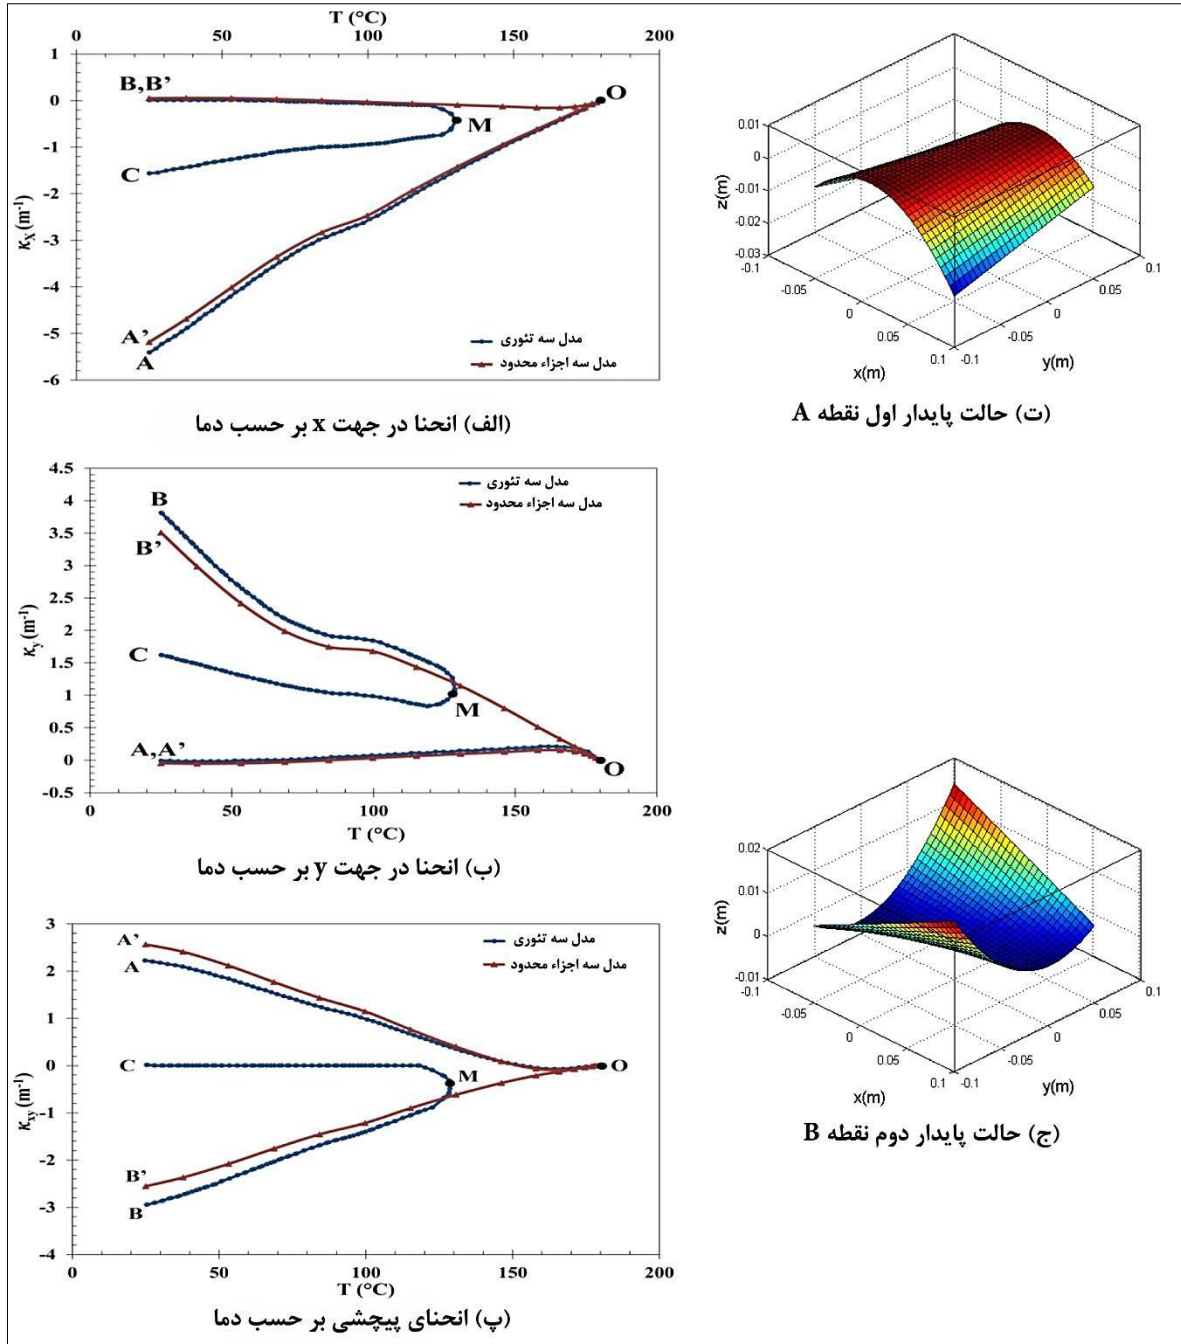 T (°C)
0 50 100 150 200
1
0
-1
-2
-3
-4
-5
-6
κX (m-1)
B,B’
O
M
C
A’
A
مدل سه تئوری
مدل سه اجزاء محدود
(الف) انحنا در جهت x بر حسب دما
0.01
0
-0.01
-0.02
-0.03
z(m)
-0.1
-0.05
0
0.05
0.1
x(m)
-0.1
-0.05
0
0.05
0.1
y(m)
(ت) حالت پایدار اول نقطه A
4.5
4
3.5
3
2.5
2
1.5
1
0.5
0
-0.5
κy (m-1)
B
B’
C
M
A,A’
O
مدل سه تئوری
مدل سه اجزاء محدود
0 50 100 150 200
T (°C)
(ب) انحنا در جهت y بر حسب دما
3
2
1
0
-1
-2
-3
-4
κxy (m-1)
A’
A
C
M
O
B’
B
مدل سه تئوری
مدل سه اجزاء محدود
0 50 100 150 200
T (°C)
(پ) انحنای پیچشی بر حسب دما
0.02
0.01
0
-0.01
z(m)
-0.1
-0.05
0
0.05
0.1
x(m)
-0.1
-0.05
0
0.05
0.1
y(m)
(ج) حالت پایدار دوم نقطه B